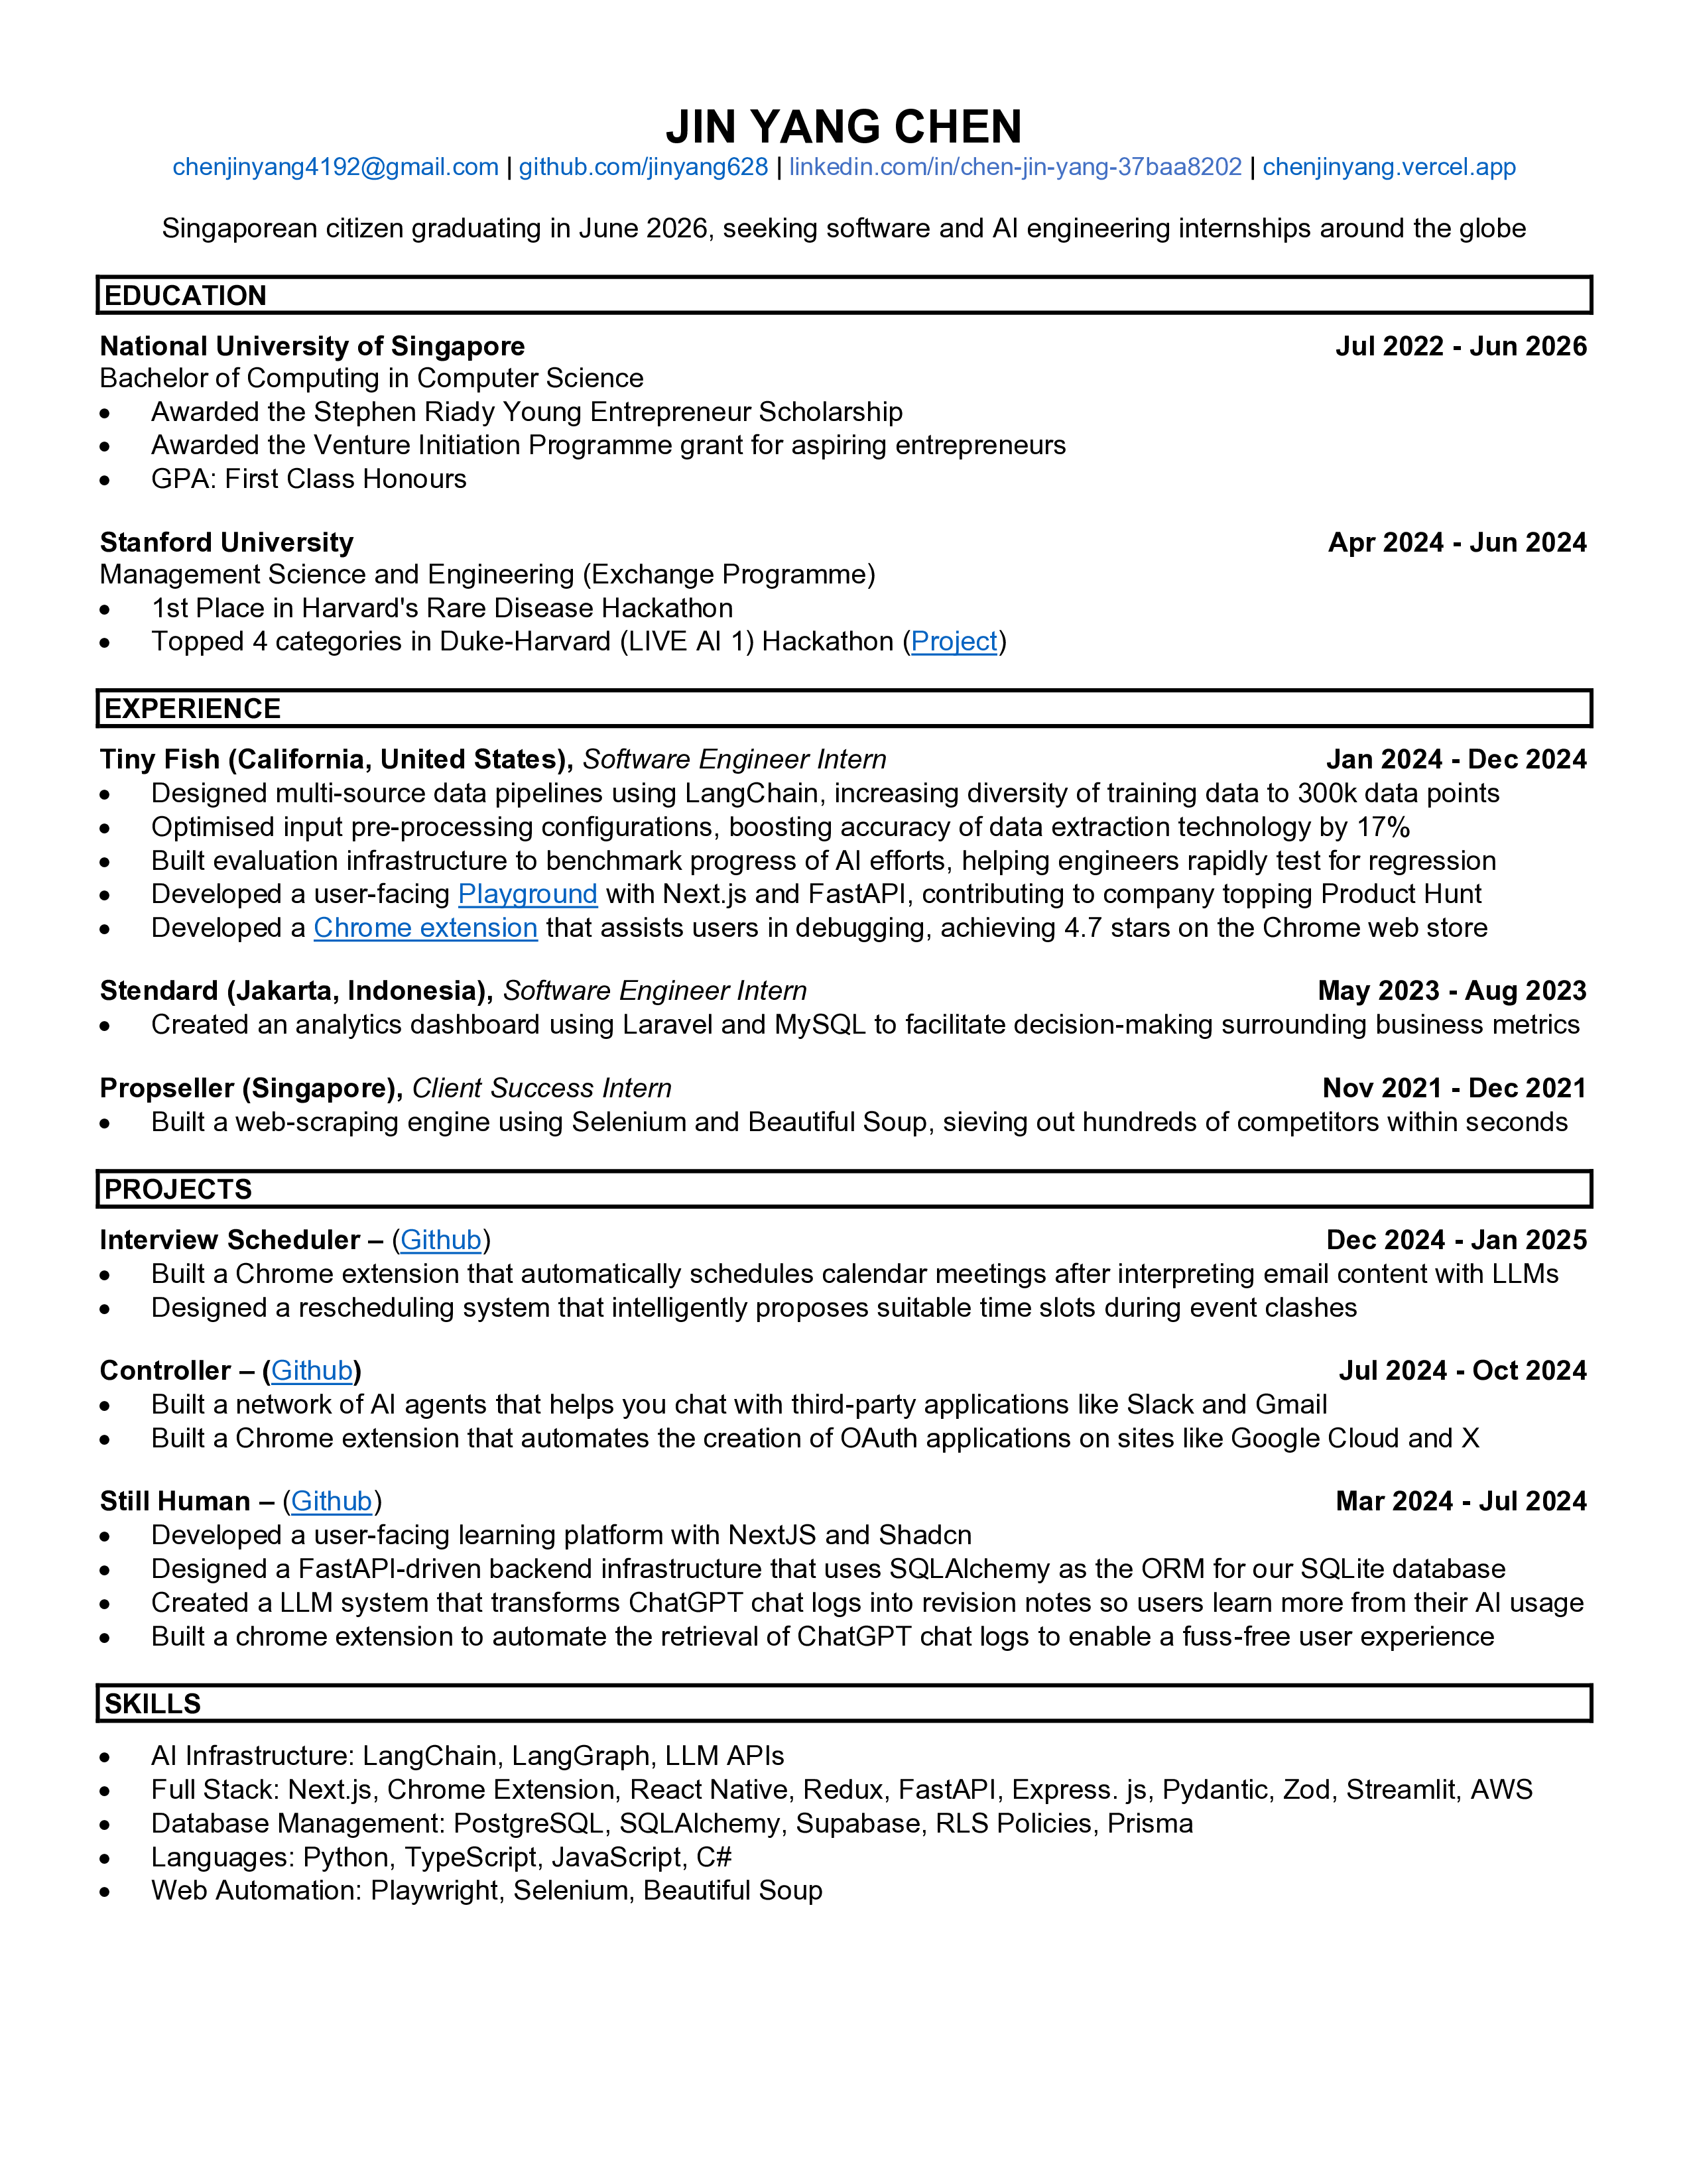 JIN YANG CHEN
chenjinyang4192@gmail.com | github.com/jinyang628 | linkedin.com/in/chen-jin-yang-37baa8202 | chenjinyang.vercel.app
Singaporean citizen graduating in June 2026, seeking software and AI engineering internships around the globe
EDUCATION
National University of Singapore Jul 2022 - Jun 2026
Bachelor of Computing in Computer Science
• Awarded the Stephen Riady Young Entrepreneur Scholarship
• Awarded the Venture Initiation Programme grant for aspiring entrepreneurs
• GPA: First Class Honours
Stanford University Apr 2024 - Jun 2024
Management Science and Engineering (Exchange Programme)
• 1st Place in Harvard's Rare Disease Hackathon
• Topped 4 categories in Duke-Harvard (LIVE AI 1) Hackathon (Project)
EXPERIENCE
Tiny Fish (California, United States), Software Engineer Intern Jan 2024 - Dec 2024
• Designed multi-source data pipelines using LangChain, increasing diversity of training data to 300k data points
• Optimised input pre-processing configurations, boosting accuracy of data extraction technology by 17%
• Built evaluation infrastructure to benchmark progress of AI efforts, helping engineers rapidly test for regression
• Developed a user-facing Playground with Next.js and FastAPI, contributing to company topping Product Hunt
• Developed a Chrome extension that assists users in debugging, achieving 4.7 stars on the Chrome web store
Stendard (Jakarta, Indonesia), Software Engineer Intern May 2023 - Aug 2023
• Created an analytics dashboard using Laravel and MySQL to facilitate decision-making surrounding business metrics
Propseller (Singapore), Client Success Intern Nov 2021 - Dec 2021
• Built a web-scraping engine using Selenium and Beautiful Soup, sieving out hundreds of competitors within seconds
PROJECTS
Interview Scheduler – (Github) Dec 2024 - Jan 2025
• Built a Chrome extension that automatically schedules calendar meetings after interpreting email content with LLMs
• Designed a rescheduling system that intelligently proposes suitable time slots during event clashes
Controller – (Github) Jul 2024 - Oct 2024
• Built a network of AI agents that helps you chat with third-party applications like Slack and Gmail
• Built a Chrome extension that automates the creation of OAuth applications on sites like Google Cloud and X
Still Human – (Github) Mar 2024 - Jul 2024
• Developed a user-facing learning platform with NextJS and Shadcn
• Designed a FastAPI-driven backend infrastructure that uses SQLAlchemy as the ORM for our SQLite database
• Created a LLM system that transforms ChatGPT chat logs into revision notes so users learn more from their AI usage
• Built a chrome extension to automate the retrieval of ChatGPT chat logs to enable a fuss-free user experience
SKILLS
• AI Infrastructure: LangChain, LangGraph, LLM APIs
• Full Stack: Next.js, Chrome Extension, React Native, Redux, FastAPI, Express. js, Pydantic, Zod, Streamlit, AWS
• Database Management: PostgreSQL, SQLAlchemy, Supabase, RLS Policies, Prisma
• Languages: Python, TypeScript, JavaScript, C#
• Web Automation: Playwright, Selenium, Beautiful Soup